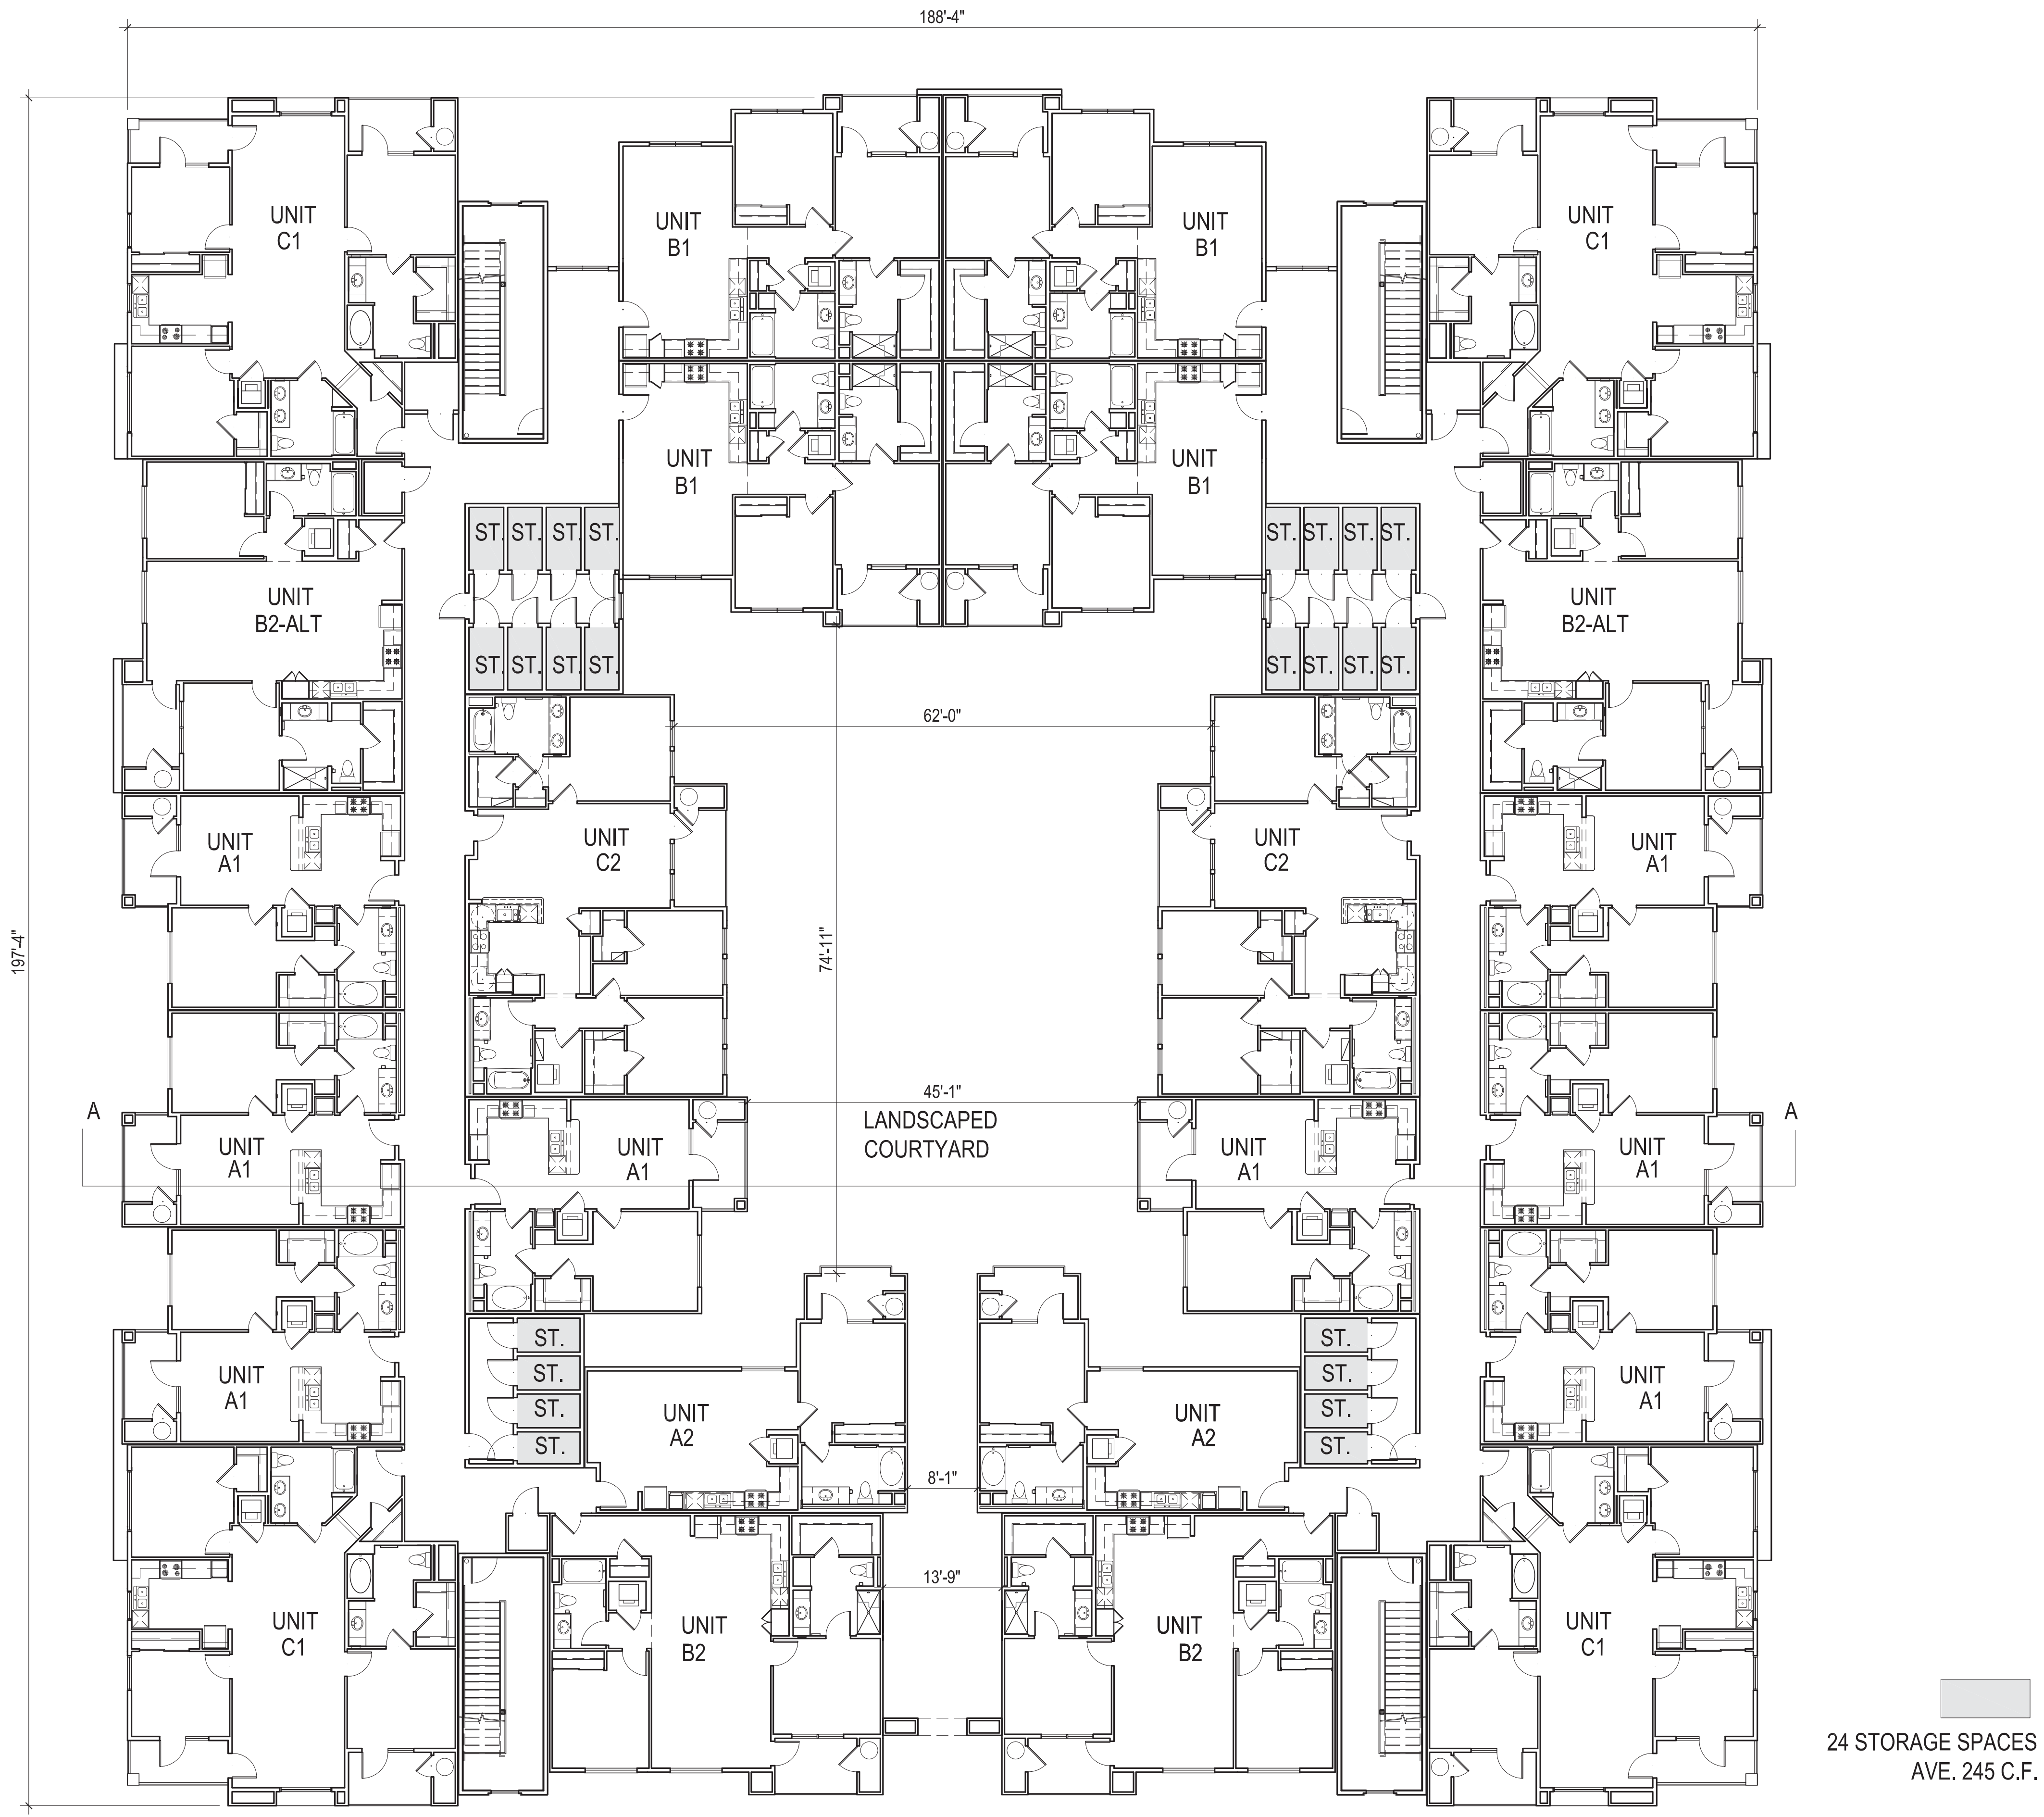 188'-4"
UNIT
C1
UNIT
B1
UNIT
B1
UNIT
C1
UNIT
B1
UNIT
B1
ST. ST. ST. ST.
ST. ST. ST. ST.
UNIT
B2-ALT
UNIT
B2-ALT
ST. ST. ST. ST.
ST. ST. ST. ST.
62'-0"
UNIT
A1
UNIT
C2
UNIT
C2
UNIT
A1
197'-4"
74'-11"
45'-1"
LANDSCAPED
COURTYARD
A
A
UNIT
A1
UNIT
A1
UNIT
A1
UNIT
A1
ST.
ST.
ST.
ST.
ST.
ST.
ST.
ST.
UNIT
A1
UNIT
A2
UNIT
A2
UNIT
A1
8'-1"
13'-9"
UNIT
C1
UNIT
B2
UNIT
B2
UNIT
C1
24 STORAGE SPACES
AVE. 245 C.F.